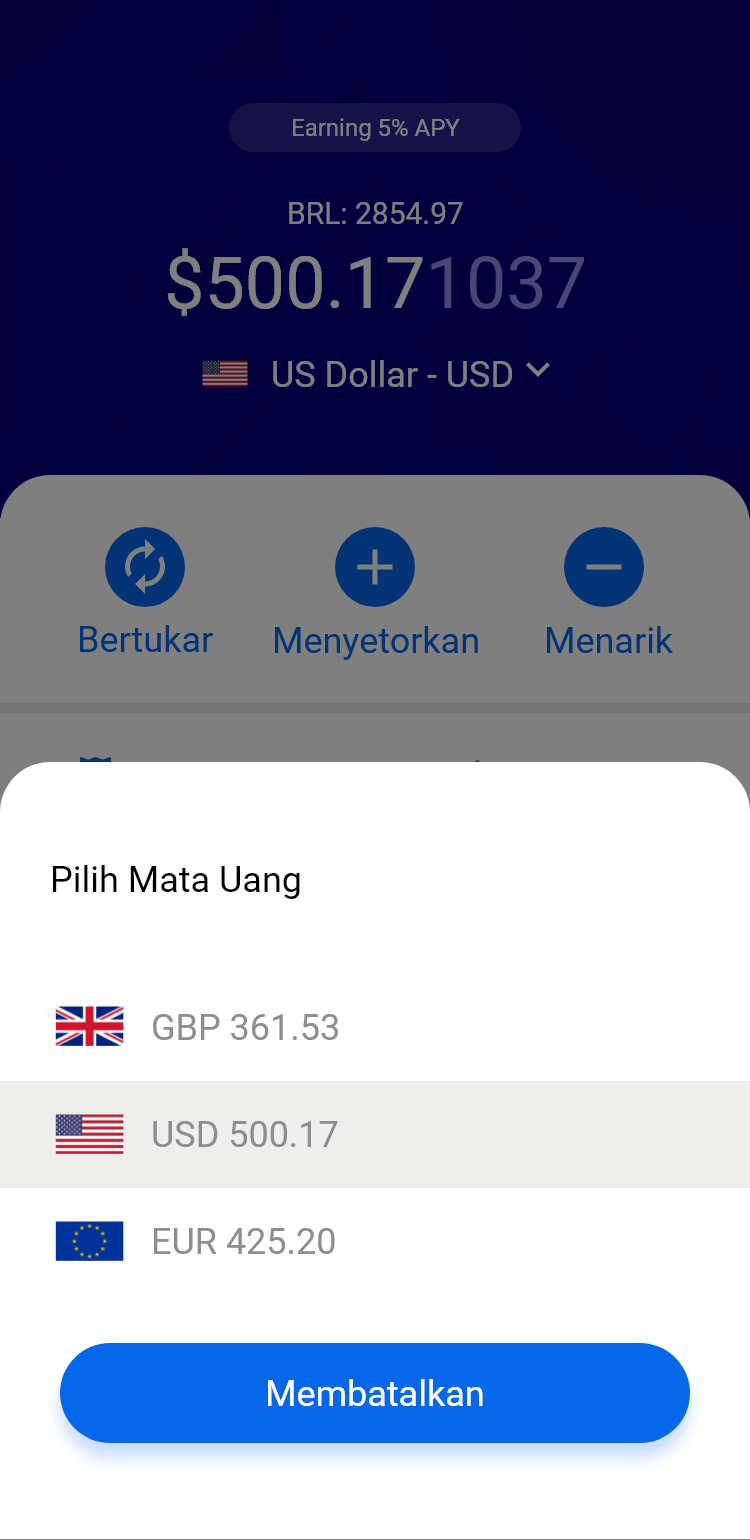 Earning 5% APY
BRL: 2854.97
$500.171037
US Dollar - USD
Bertukar
Menyetorkan
Menarik
Pilih Mata Uang
GBP 361.53
USD 500.17
EUR 425.20
Membatalkan